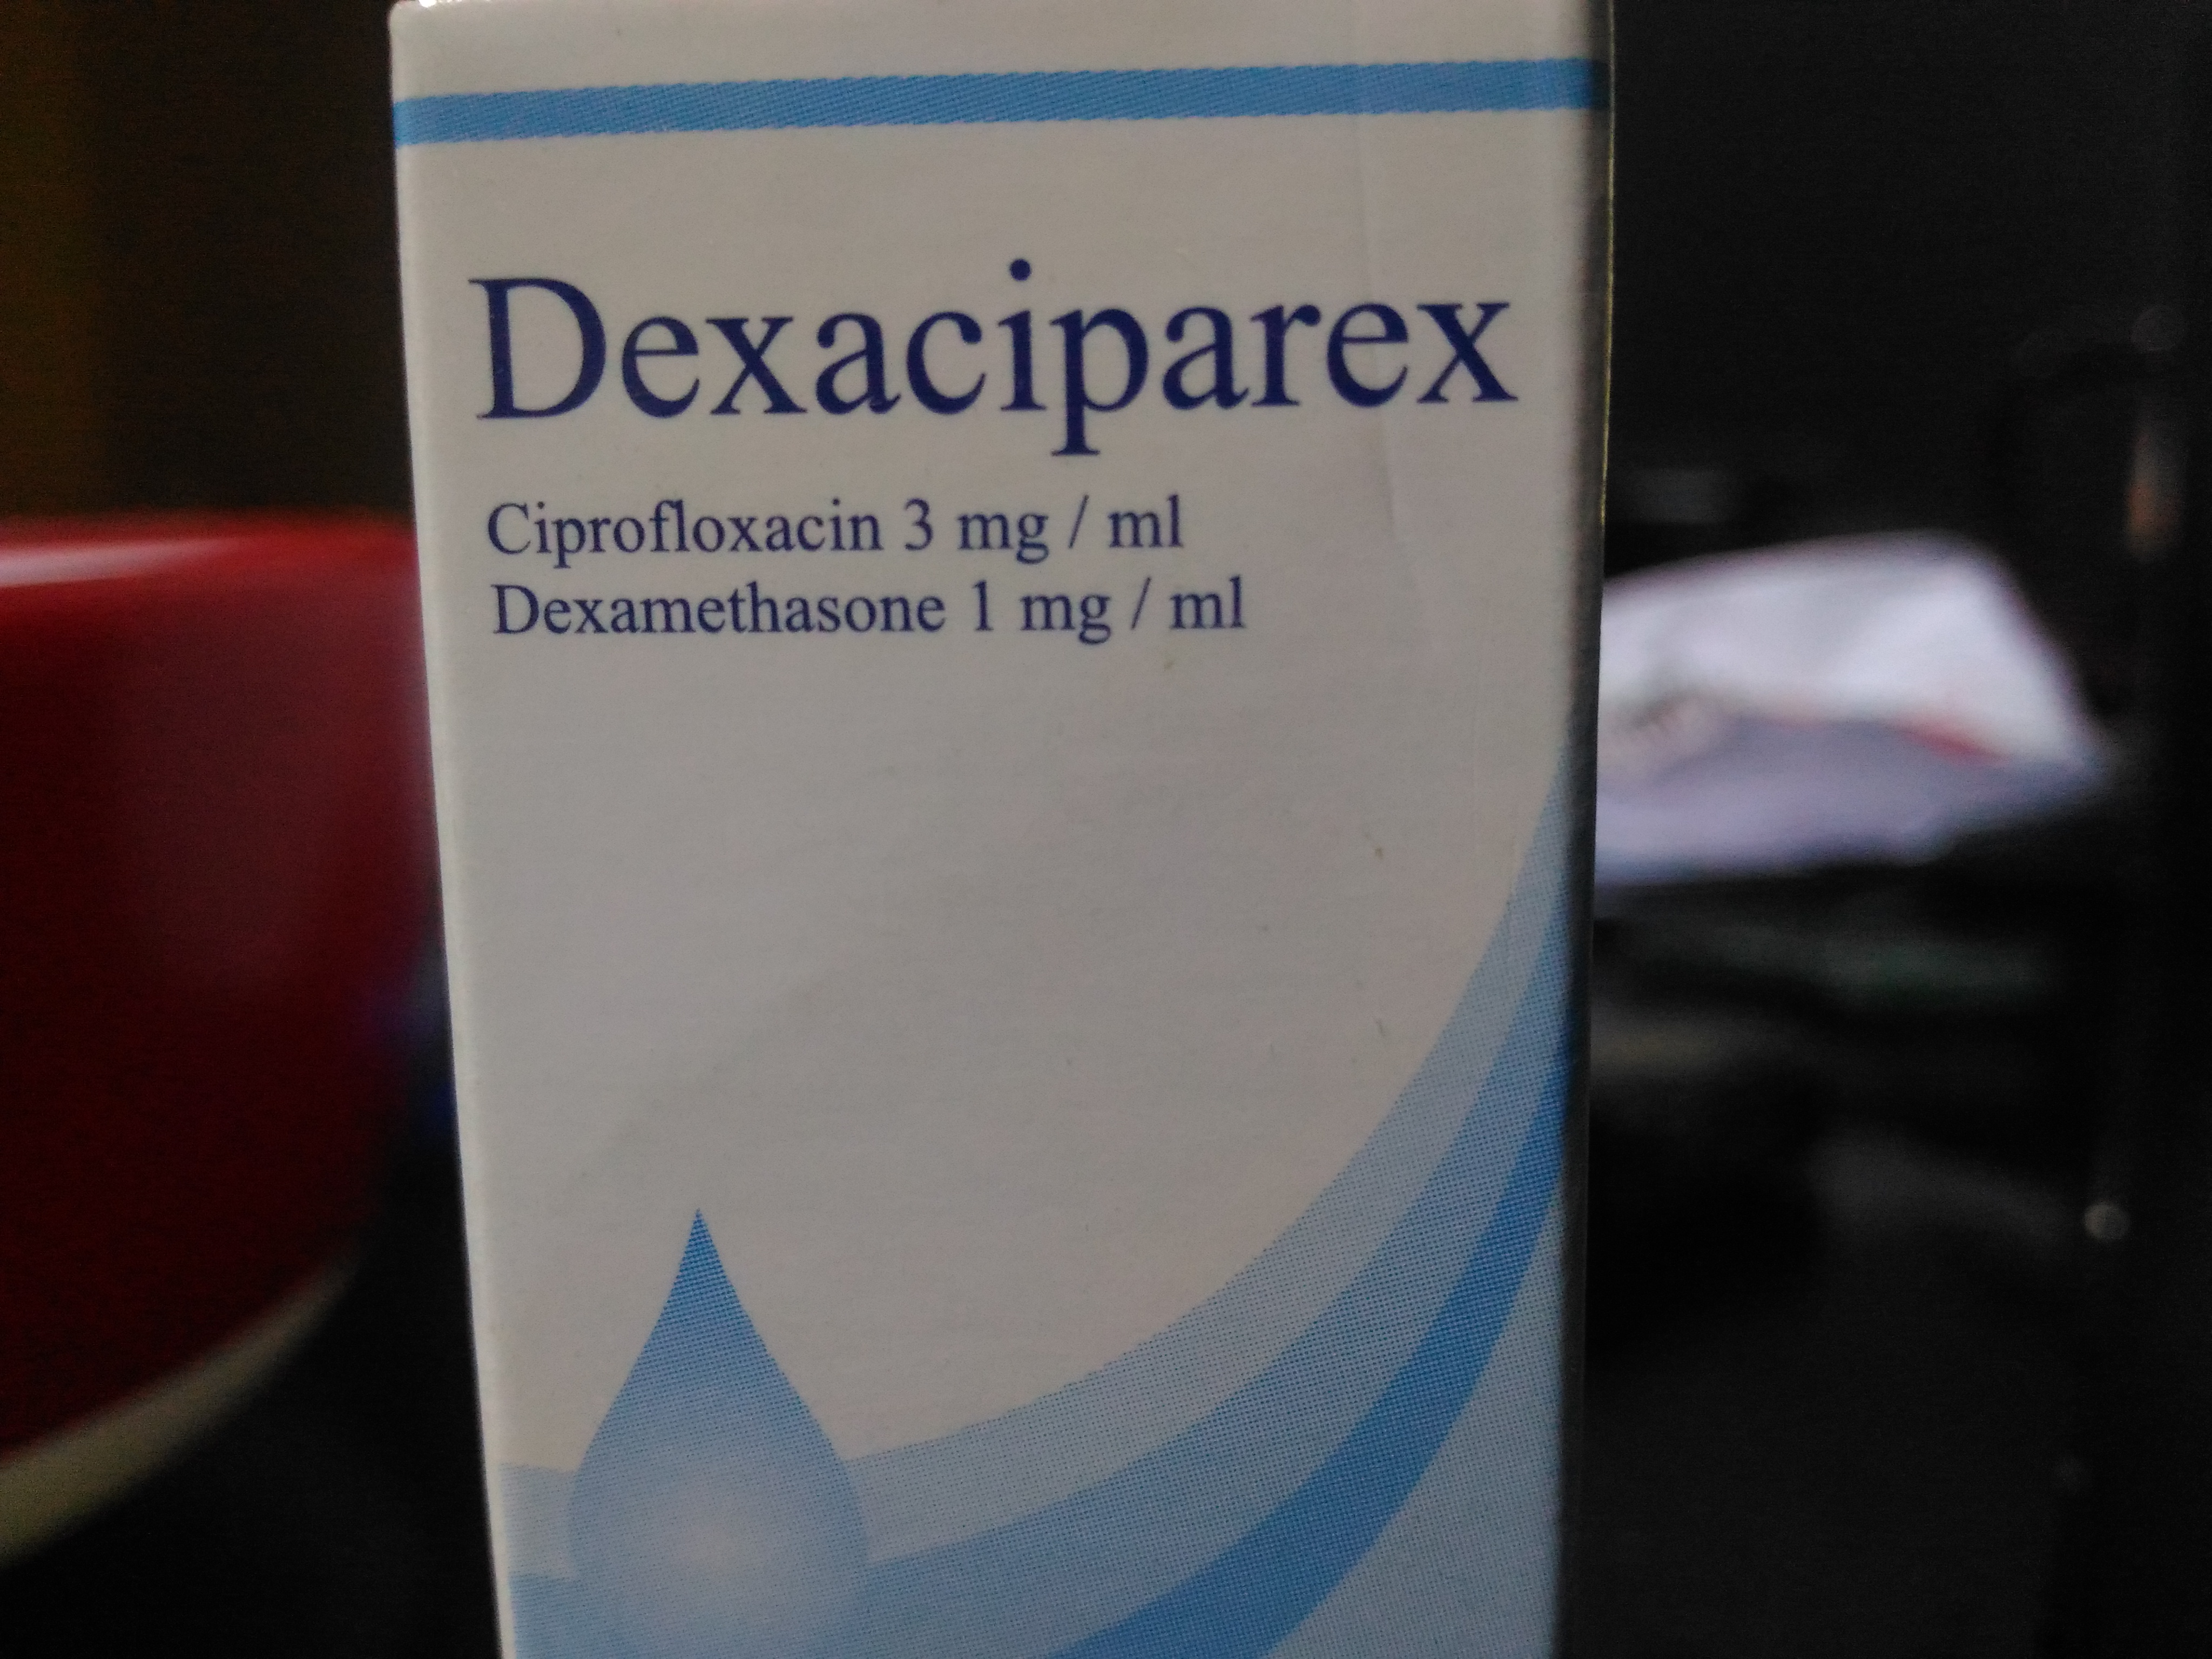 Dexaciparex
Ciprofloxacin 3 mg / ml
Dexamethasone 1 mg / ml